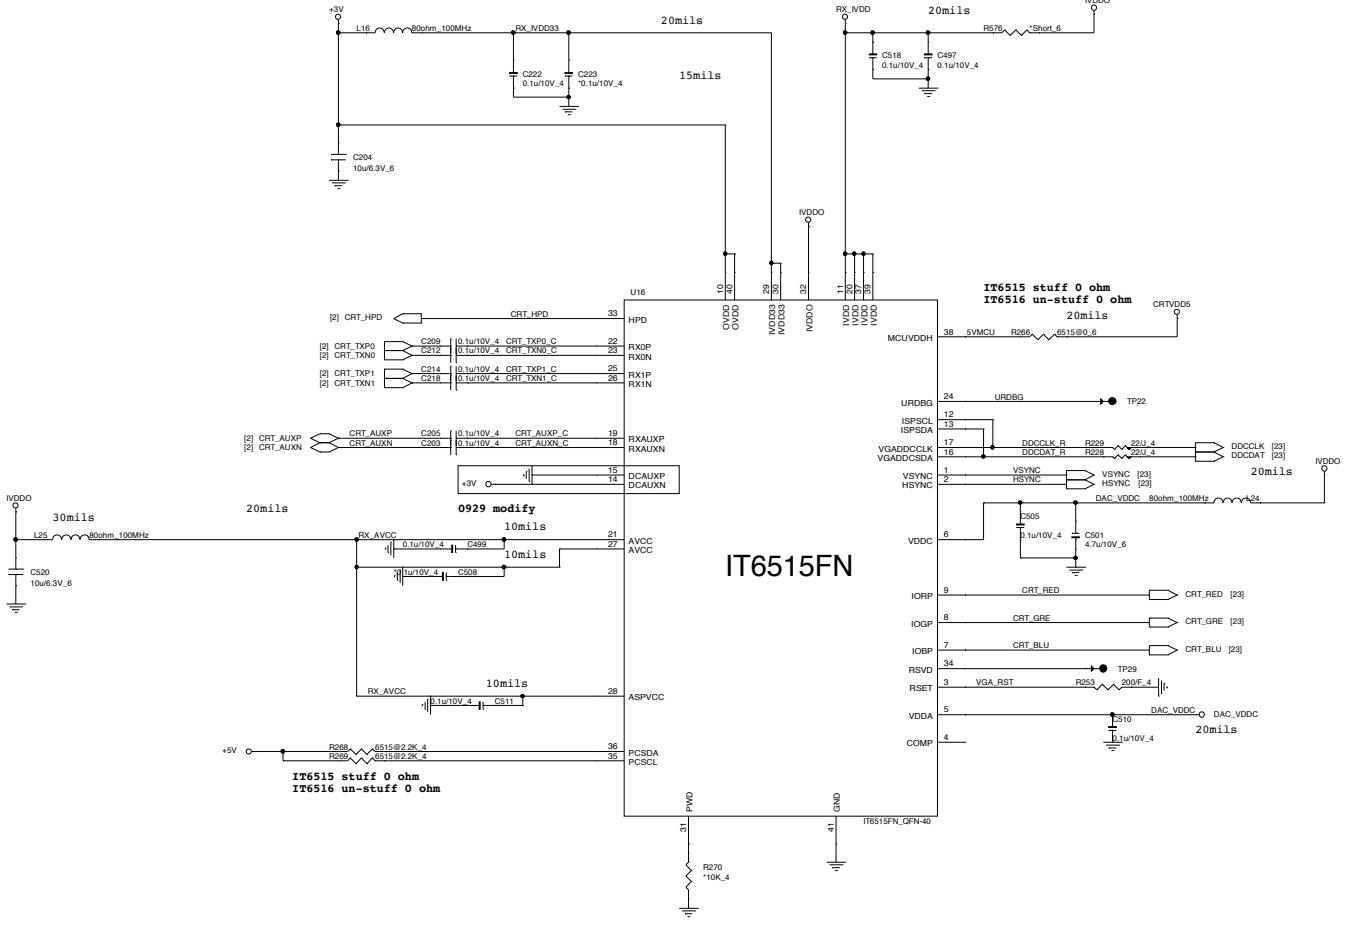 +3V
L16 80ohm_100MHz
RX_IVDD33
20mils
C222
0.1u/10V_4
C223
*0.1u/10V_4
15mils
C204
10u/6.3V_6
RX_IVDD
20mils
IVDDO
R576 *Short_6
C518
0.1u/10V_4
C497
0.1u/10V_4
IVDDO
10 40 29 30 32 11 20 37 39
OVDD OVDD IVDD33 IVDD33 IVDDO IVDD IVDD IVDD IVDD
U16
IT6515 stuff 0 ohm
IT6516 un-stuff 0 ohm
20mils
CRTVDD5
[2] CRT_HPD CRT_HPD 33 HPD
[2] CRT_TXP0 C209 0.1u/10V_4 CRT_TXP0_C 22 RX0P
[2] CRT_TXN0 C212 0.1u/10V_4 CRT_TXN0_C 23 RX0N
[2] CRT_TXP1 C214 0.1u/10V_4 CRT_TXP1_C 25 RX1P
[2] CRT_TXN1 C218 0.1u/10V_4 CRT_TXN1_C 26 RX1N
[2] CRT_AUXP CRT_AUXP C205 0.1u/10V_4 CRT_AUXP_C 19 RXAUXP
[2] CRT_AUXN CRT_AUXN C203 0.1u/10V_4 CRT_AUXN_C 18 RXAUXN
15 DCAUXP
+3V 14 DCAUXN
0929 modify
IVDDO
30mils
20mils
L25 80ohm_100MHz
RX_AVCC
10mils
21 AVCC
0.1u/10V_4 C499
10mils
27 AVCC
*0.1u/10V_4 C508
C520
10u/6.3V_6
RX_AVCC
10mils
28 ASPVCC
0.1u/10V_4 C511
+5V R268 6515@2.2K_4 36 PCSDA
R269 6515@2.2K_4 35 PCSCL
IT6515 stuff 0 ohm
IT6516 un-stuff 0 ohm
IT6515FN
MCUVDDH 38 5VMCU R266 6515@0_6
URDBG 24 URDBG TP22
ISPSCL 12
ISPSDA 13
VGADDCCLK 17 DDCCLK_R R229 22/J_4 DDCCLK [23]
VGADDCSDA 16 DDCDAT_R R228 22/J_4 DDCDAT [23]
VSYNC 1 VSYNC VSYNC [23]
HSYNC 2 HSYNC HSYNC [23]
IVDDO
20mils
DAC_VDDC 80ohm_100MHz L24
C505
0.1u/10V_4
C501
4.7u/10V_6
VDDC 6
IORP 9 CRT_RED CRT_RED [23]
IOGP 8 CRT_GRE CRT_GRE [23]
IOBP 7 CRT_BLU CRT_BLU [23]
RSVD 34 TP29
RSET 3 VGA_RST R253 200/F_4
VDDA 5 DAC_VDDC DAC_VDDC
C510
0.1u/10V_4
20mils
COMP 4
PWD GND
31 41
IT6515FN_QFN-40
R270
*10K_4